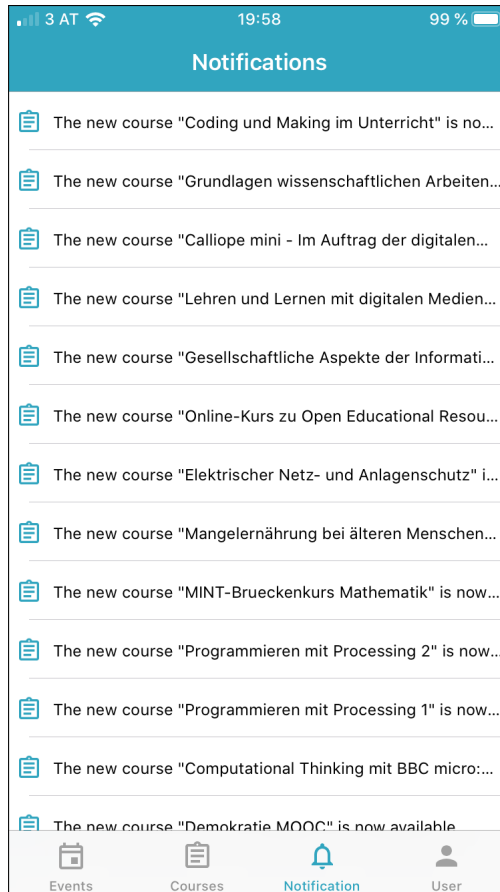 3 AT 19:58 99 %
Notifications
The new course "Coding und Making im Unterricht" is no...
The new course "Grundlagen wissenschaftlichen Arbeiten...
The new course "Calliope mini - Im Auftrag der digitalen...
The new course "Lehren und Lernen mit digitalen Medien...
The new course "Gesellschaftliche Aspekte der Informati...
The new course "Online-Kurs zu Open Educational Resou...
The new course "Elektrischer Netz- und Anlagenschutz" i...
The new course "Mangelernährung bei älteren Menschen...
The new course "MINT-Brueckenkurs Mathematik" is now...
The new course "Programmieren mit Processing 2" is now...
The new course "Programmieren mit Processing 1" is now...
The new course "Computational Thinking mit BBC micro:...
The new course "Demokratie MOOC" is now available
Events Courses Notification User